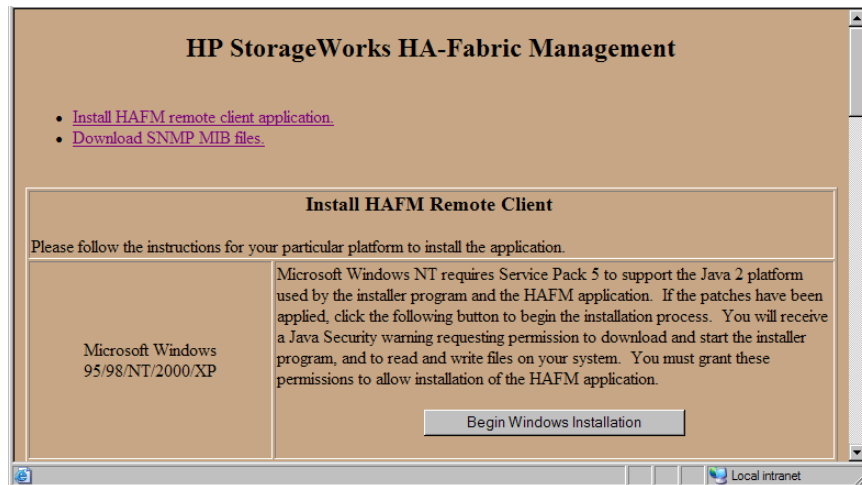 HP StorageWorks HA-Fabric Management
Install HAFM remote client application.
Download SNMP MIB files.
Install HAFM Remote Client
Please follow the instructions for your particular platform to install the application.
Microsoft Windows
95/98/NT/2000/XP
Microsoft Windows NT requires Service Pack 5 to support the Java 2 platform
used by the installer program and the HAFM application. If the patches have been
applied, click the following button to begin the installation process. You will receive
a Java Security warning requesting permission to download and start the installer
program, and to read and write files on your system. You must grant these
permissions to allow installation of the HAFM application.
Begin Windows Installation
Local intranet